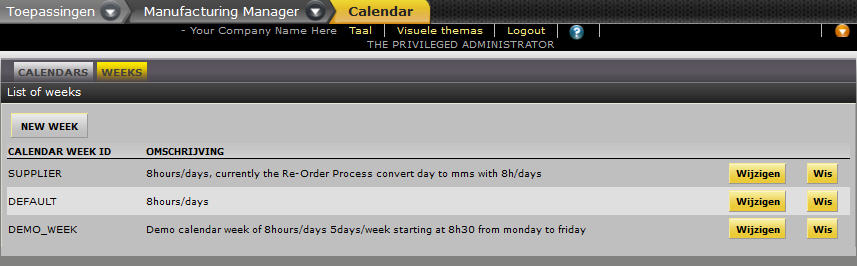 Toepassingen Manufacturing Manager Calendar
- Your Company Name Here Taal Visuele themas Logout ?
THE PRIVILEGED ADMINISTRATOR
CALENDARS WEEKS
List of weeks
NEW WEEK
CALENDAR WEEK ID OMSCHRIJVING
SUPPLIER 8hours/days, currently the Re-Order Process convert day to mms with 8h/days Wijzigen Wis
DEFAULT 8hours/days Wijzigen Wis
DEMO_WEEK Demo calendar week of 8hours/days 5days/week starting at 8h30 from monday to friday Wijzigen Wis